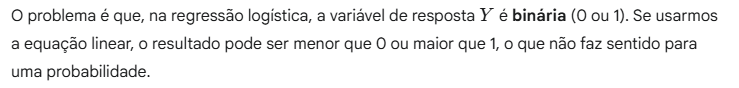 O problema é que, na regressão logística, a variável de resposta Y é binária (0 ou 1). Se usarmos
a equação linear, o resultado pode ser menor que 0 ou maior que 1, o que não faz sentido para
uma probabilidade.